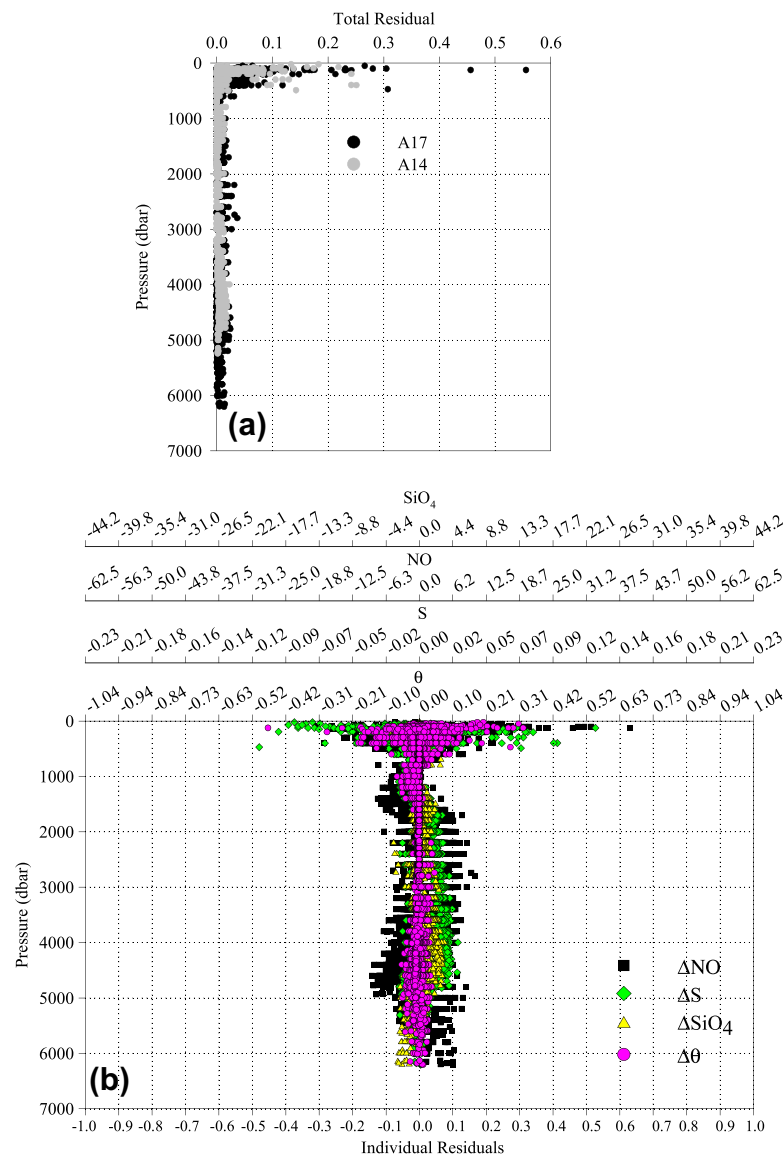 Total Residual
0.0 0.1 0.2 0.3 0.4 0.5 0.6
0
1000
2000
3000
4000
5000
6000
7000
Pressure (dbar)
A17
A14
(a)
SiO4
-44.2 -39.8 -35.4 -31.0 -26.5 -22.1 -17.7 -13.3 -8.8 -4.4 0.0 4.4 8.8 13.3 17.7 22.1 26.5 31.0 35.4 39.8 44.2
NO
-62.5 -56.3 -50.0 -43.8 -37.5 -31.3 -25.0 -18.8 -12.5 -6.3 0.0 6.2 12.5 18.7 25.0 31.2 37.5 43.7 50.0 56.2 62.5
S
-0.23 -0.21 -0.18 -0.16 -0.14 -0.12 -0.09 -0.07 -0.05 -0.02 0.00 0.02 0.05 0.07 0.09 0.12 0.14 0.16 0.18 0.21 0.23
θ
-1.04 -0.94 -0.84 -0.73 -0.63 -0.52 -0.42 -0.31 -0.21 -0.10 0.00 0.10 0.21 0.31 0.42 0.52 0.63 0.73 0.84 0.94 1.04
0
1000
2000
3000
4000
5000
6000
7000
Pressure (dbar)
ΔNO
ΔS
ΔSiO4
Δθ
(b)
-1.0 -0.9 -0.8 -0.7 -0.6 -0.5 -0.4 -0.3 -0.2 -0.1 0.0 0.1 0.2 0.3 0.4 0.5 0.6 0.7 0.8 0.9 1.0
Individual Residuals